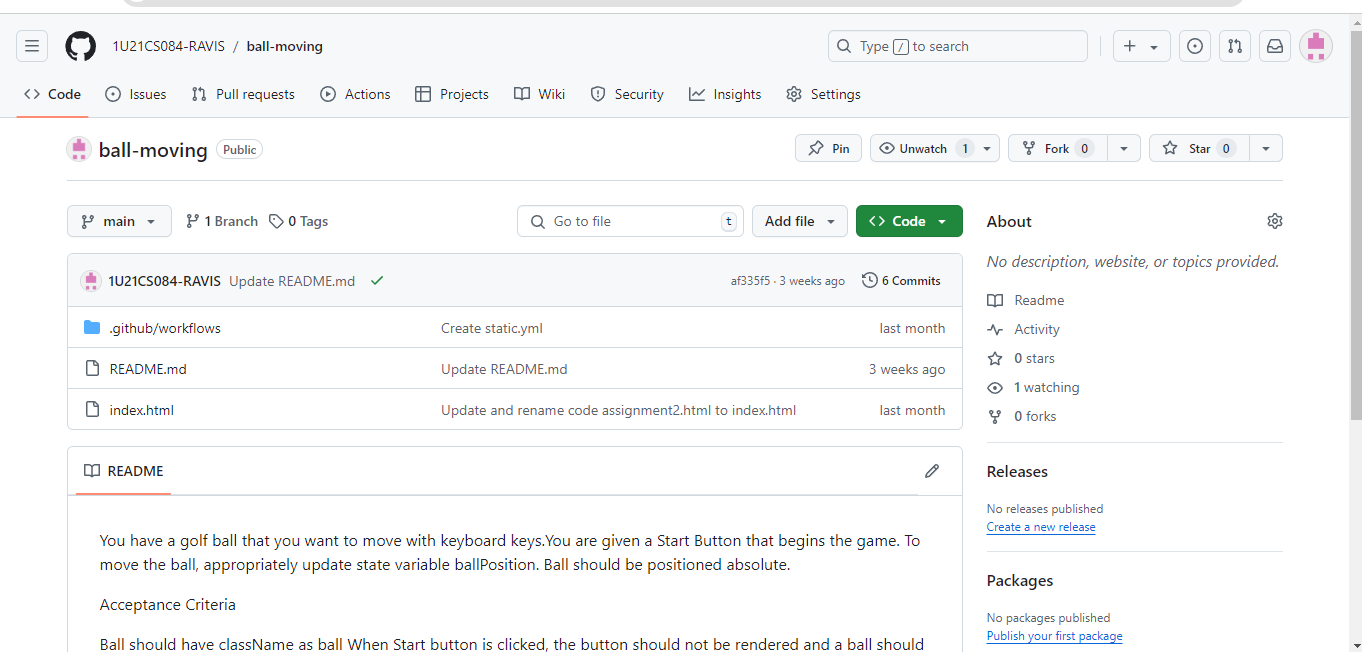 1U21CS084-RAVIS / ball-moving
Type / to search
Code Issues Pull requests Actions Projects Wiki Security Insights Settings
ball-moving Public
Pin Unwatch 1 Fork 0 Star 0
main 1 Branch 0 Tags Go to file t Add file Code
1U21CS084-RAVIS Update README.md af335f5 · 3 weeks ago 6 Commits
.github/workflows Create static.yml last month
README.md Update README.md 3 weeks ago
index.html Update and rename code assignment2.html to index.html last month
README
You have a golf ball that you want to move with keyboard keys.You are given a Start Button that begins the game. To
move the ball, appropriately update state variable ballPosition. Ball should be positioned absolute.
Acceptance Criteria
Ball should have className as ball When Start button is clicked, the button should not be rendered and a ball should
About
No description, website, or topics provided.
Readme
Activity
0 stars
1 watching
0 forks
Releases
No releases published
Create a new release
Packages
No packages published
Publish your first package